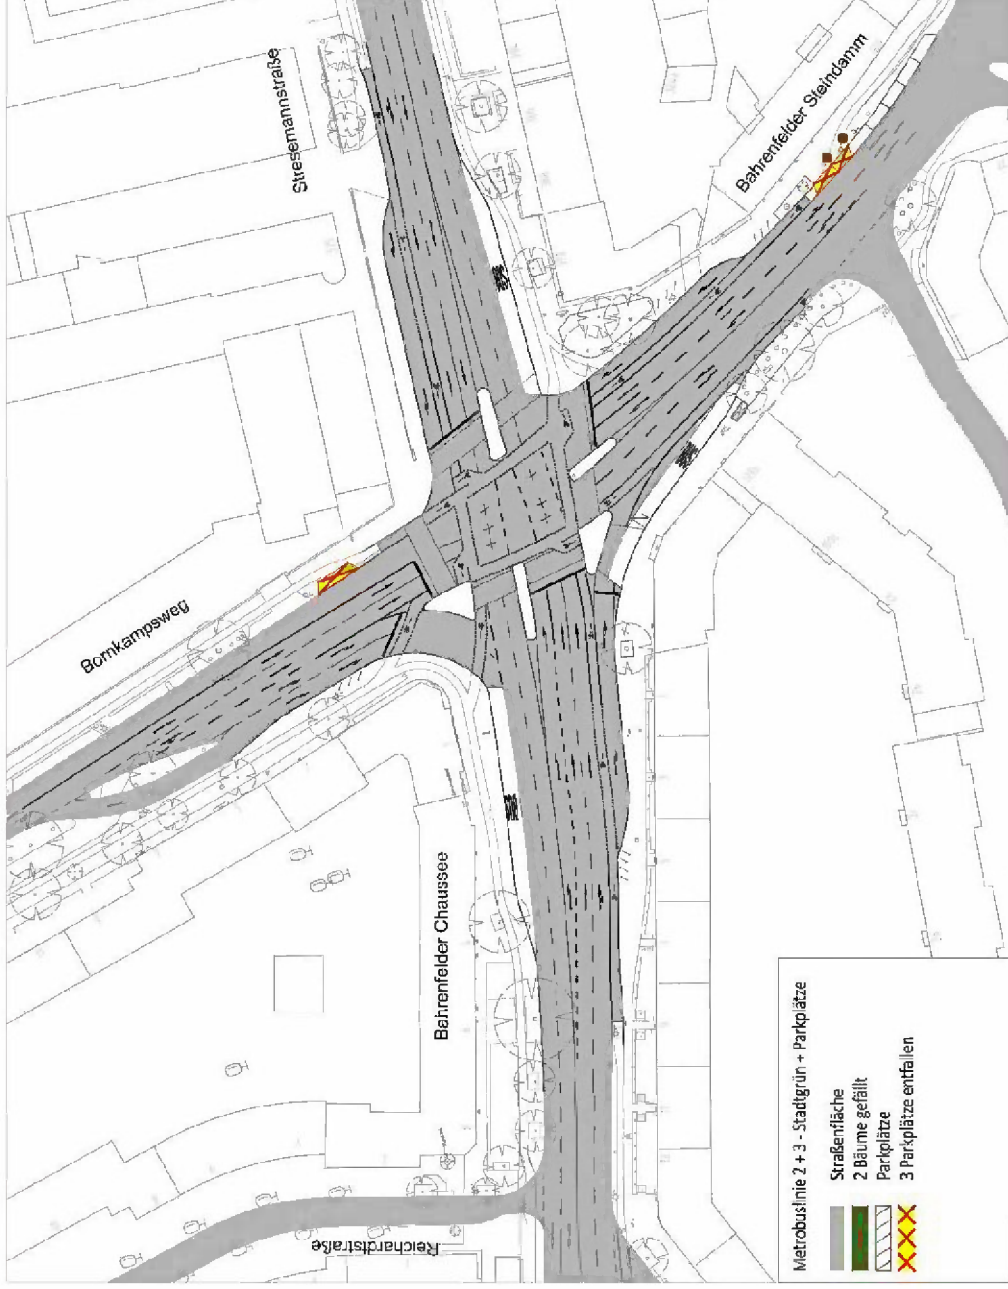 Stresemannstraße
Bahrenfelder Steindamm
Bornkampsweg
Bahrenfelder Chaussee
Reichardtstraße
Metrobuslinie 2 + 3 - Stadtgrün + Parkplätze
Straßenfläche
2 Bäume gefällt
Parkplätze
3 Parkplätze entfallen